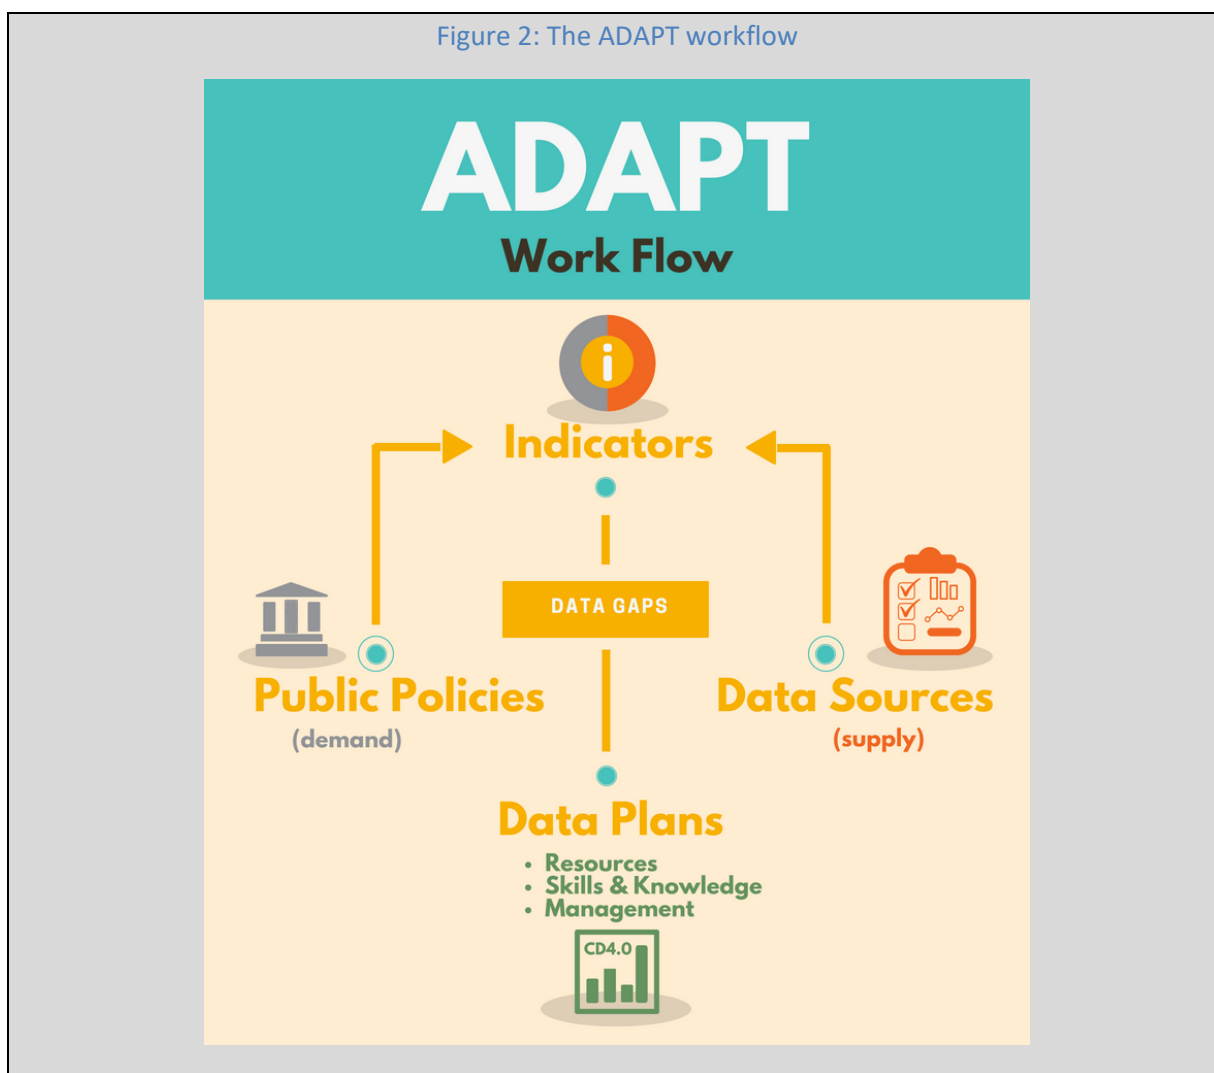 Figure 2: The ADAPT workflow
ADAPT
Work Flow
i
Indicators
DATA GAPS
Public Policies
(demand)
Data Sources
(supply)
Data Plans
• Resources
• Skills & Knowledge
• Management
CD4.0